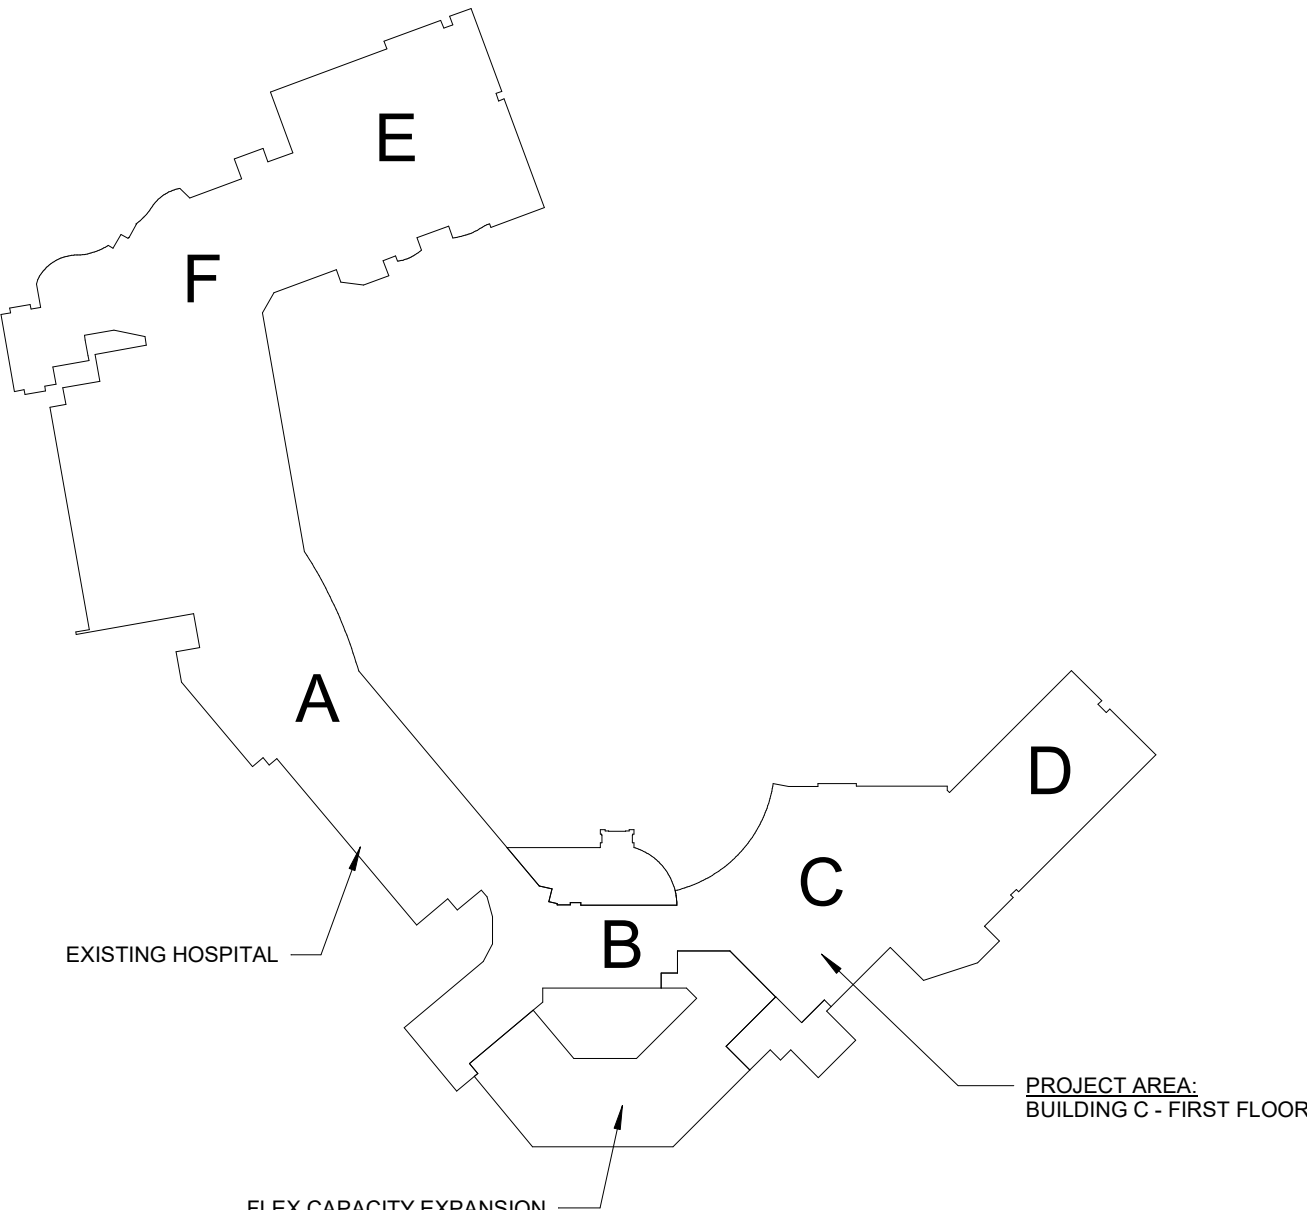 E
F
A
D
C
B
EXISTING HOSPITAL
PROJECT AREA:
BUILDING C - FIRST FLOOR
FLEX CAPACITY EXPANSION